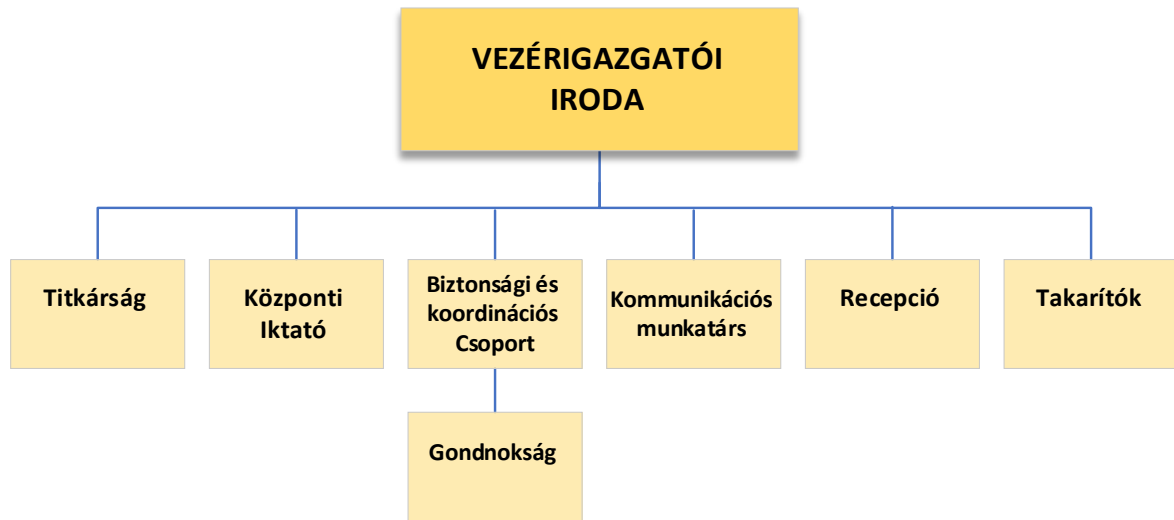 VEZÉRIGAZGATÓI
IRODA
Titkárság
Központi
Iktató
Biztonsági és
koordinációs
Csoport
Kommunikációs
munkatárs
Recepció
Takarítók
Gondnokság